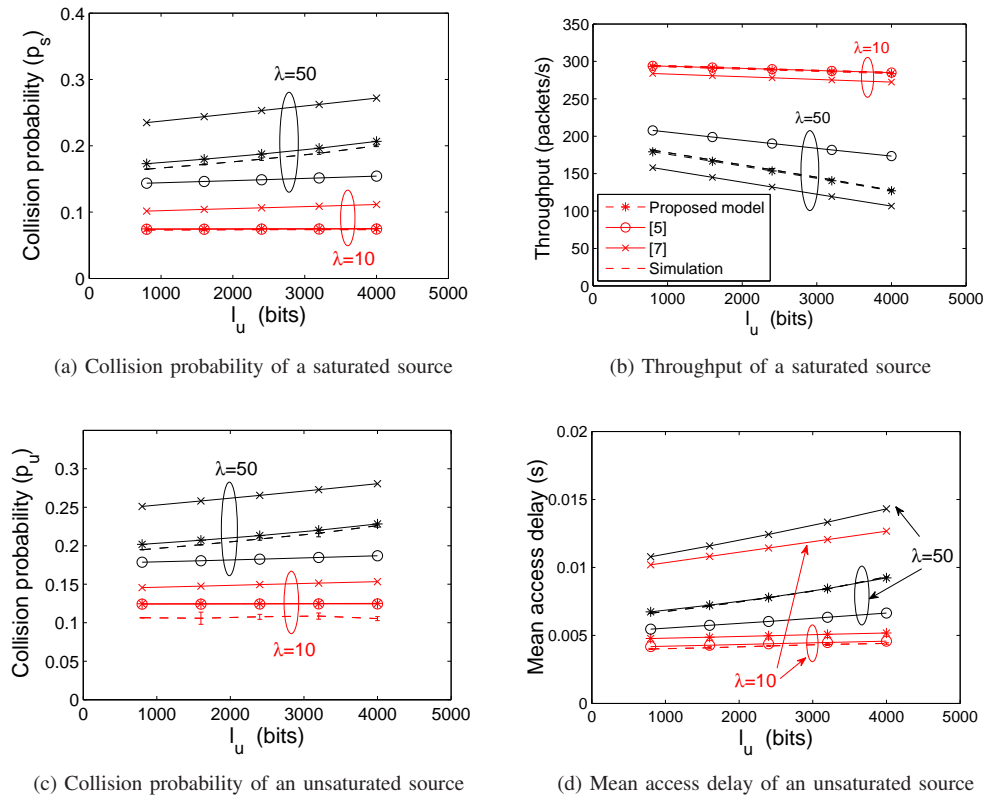 0.4
0.3
0.2
0.1
0
0
1000
2000
3000
4000
5000
Collision probability (p_s)
l_u (bits)
λ=50
λ=10
(a) Collision probability of a saturated source
350
300
250
200
150
100
50
0
0
1000
2000
3000
4000
5000
Throughput (packets/s)
l_u (bits)
λ=10
λ=50
Proposed model
[5]
[7]
Simulation
(b) Throughput of a saturated source
0.3
0.25
0.2
0.15
0.1
0.05
0
0
1000
2000
3000
4000
5000
Collision probability (p_u)
l_u (bits)
λ=50
λ=10
(c) Collision probability of an unsaturated source
0.02
0.015
0.01
0.005
0
0
1000
2000
3000
4000
5000
Mean access delay (s)
l_u (bits)
λ=50
λ=10
(d) Mean access delay of an unsaturated source